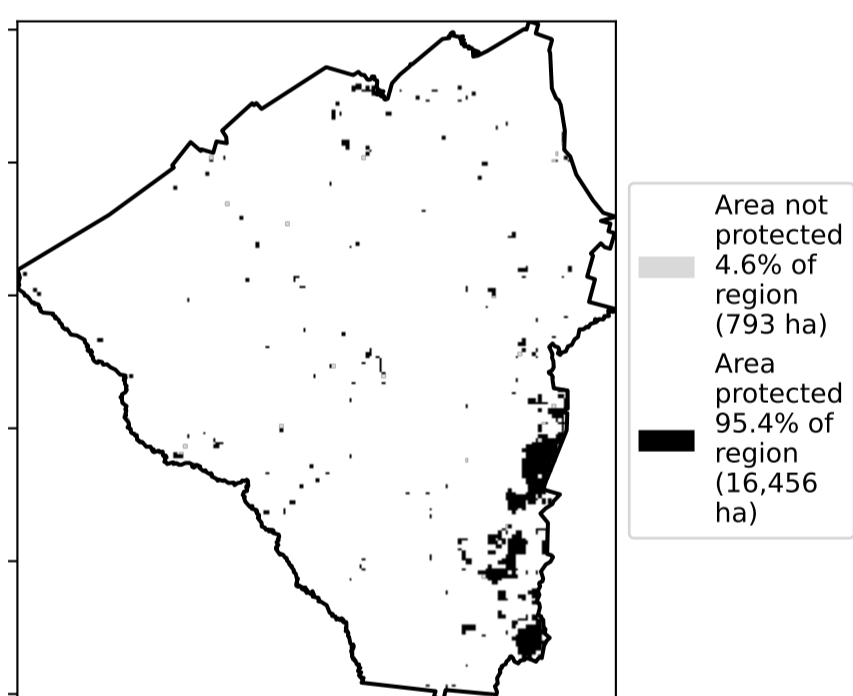 Area not
protected
4.6% of
region
(793 ha)
Area
protected
95.4% of
region
(16,456
ha)